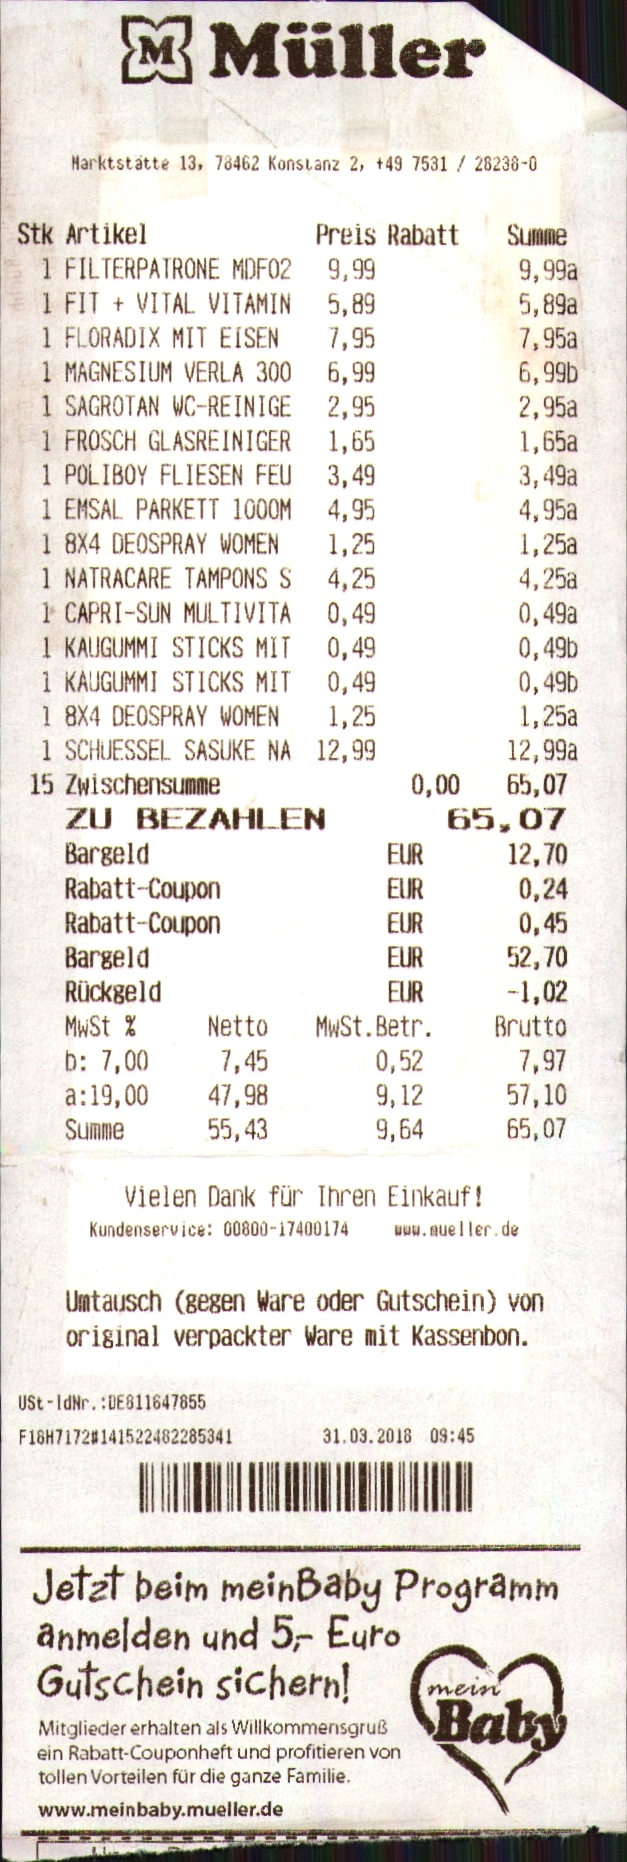 M Müller
Marktstätte 13, 78462 Konstanz 2, +49 7531 / 28238-0
Stk Artikel Preis Rabatt Summe
1 FILTERPATRONE MDF02 9,99 9,99a
1 FIT + VITAL VITAMIN 5,89 5,89a
1 FLORADIX MIT EISEN 7,95 7,95a
1 MAGNESIUM VERLA 300 6,99 6,99b
1 SAGROTAN WC-REINIGE 2,95 2,95a
1 FROSCH GLASREINIGER 1,65 1,65a
1 POLIBOY FLIESEN FEU 3,49 3,49a
1 EMSAL PARKETT 1000M 4,95 4,95a
1 8X4 DEOSPRAY WOMEN 1,25 1,25a
1 NATRACARE TAMPONS S 4,25 4,25a
1 CAPRI-SUN MULTIVITA 0,49 0,49a
1 KAUGUMMI STICKS MIT 0,49 0,49b
1 KAUGUMMI STICKS MIT 0,49 0,49b
1 8X4 DEOSPRAY WOMEN 1,25 1,25a
1 SCHUESSEL SASUKE NA 12,99 12,99a
15 Zwischensumme 0,00 65,07
ZU BEZAHLEN 65,07
Bargeld EUR 12,70
Rabatt-Coupon EUR 0,24
Rabatt-Coupon EUR 0,45
Bargeld EUR 52,70
Rückgeld EUR -1,02
MwSt % Netto MwSt.Betr. Brutto
b: 7,00 7,45 0,52 7,97
a:19,00 47,98 9,12 57,10
Summe 55,43 9,64 65,07
Vielen Dank für Ihren Einkauf!
Kundenservice: 00800-17400174 www.mueller.de
Umtausch (gegen Ware oder Gutschein) von
original verpackter Ware mit Kassenbon.
USt-IdNr.:DE811647855
F16H7172#141522482285341 31.03.2018 09:45
Jetzt beim meinBaby Programm
anmelden und 5,- Euro
Gutschein sichern!
mein
Baby
Mitglieder erhalten als Willkommensgruß
ein Rabatt-Couponheft und profitieren von
tollen Vorteilen für die ganze Familie.
www.meinbaby.mueller.de